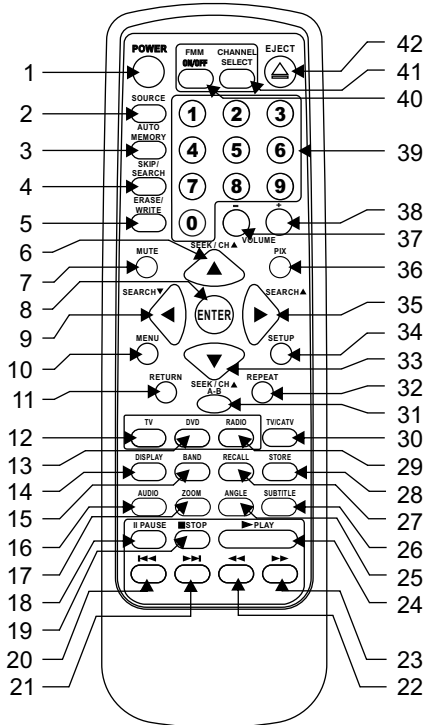 POWER
FMM ON/OFF
CHANNEL SELECT
EJECT
SOURCE
AUTO MEMORY
SKIP/ SEARCH
ERASE/ WRITE
1 2 3
4 5 6
7 8 9
0
− +
VOLUME
SEEK/CH▲
MUTE
PIX
SEARCH▼
ENTER
SEARCH▲
MENU
SETUP
RETURN
SEEK/CH▲
A-B
REPEAT
TV
DVD
RADIO
TV/CATV
DISPLAY
BAND
RECALL
STORE
AUDIO
ZOOM
ANGLE
SUBTITLE
II PAUSE
■STOP
▶PLAY
1
2
3
4
5
6
7
8
9
10
11
12
13
14
15
16
17
18
19
20
21
42
41
40
39
38
37
36
35
34
33
32
31
30
29
28
27
26
25
24
23
22